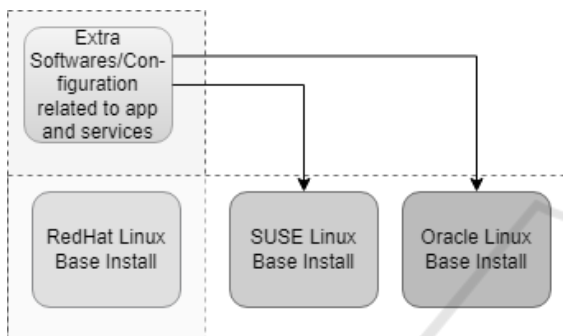 Extra
Softwares/Con-
figuration
related to app
and services
RedHat Linux
Base Install
SUSE Linux
Base Install
Oracle Linux
Base Install